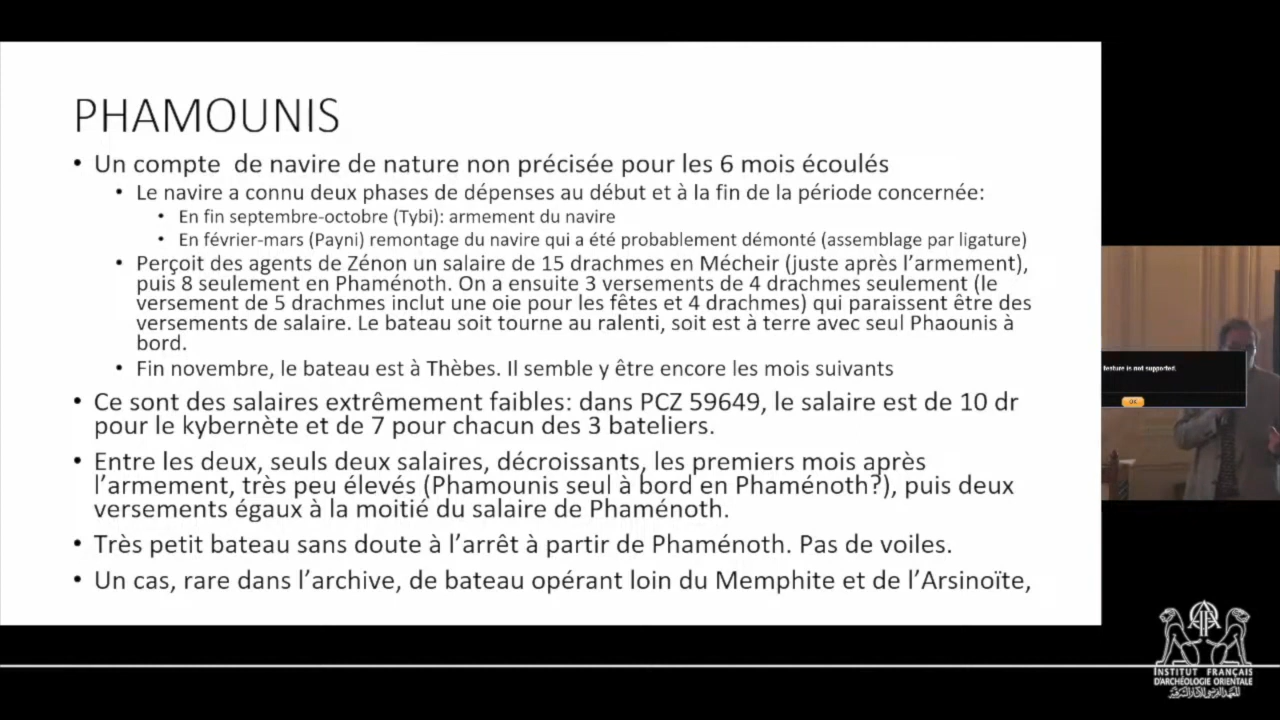 PHAMOUNIS
• Un compte de navire de nature non précisée pour les 6 mois écoulés
• Le navire a connu deux phases de dépenses au début et à la fin de la période concernée:
• En fin septembre-octobre (Tybi): armement du navire
• En février-mars (Payni) remontage du navire qui a été probablement démonté (assemblage par ligature)
• Perçoit des agents de Zénon un salaire de 15 drachmes en Mécheir (juste après l'armement),
puis 8 seulement en Phaménoth. On a ensuite 3 versements de 4 drachmes seulement (le
versement de 5 drachmes inclut une oie pour les fêtes et 4 drachmes) qui paraissent être des
versements de salaire. Le bateau soit tourne au ralenti, soit est à terre avec seul Phaounis à
bord.
• Fin novembre, le bateau est à Thèbes. Il semble y être encore les mois suivants
• Ce sont des salaires extrêmement faibles: dans PCZ 59649, le salaire est de 10 dr
pour le kybernète et de 7 pour chacun des 3 bateliers.
• Entre les deux, seuls deux salaires, décroissants, les premiers mois après
l'armement, très peu élevés (Phamounis seul à bord en Phaménoth?), puis deux
versements égaux à la moitié du salaire de Phaménoth.
• Très petit bateau sans doute à l'arrêt à partir de Phaménoth. Pas de voiles.
• Un cas, rare dans l'archive, de bateau opérant loin du Memphite et de l'Arsinoïte,
feature is not supported.
OK
INSTITUT FRANÇAIS
D'ARCHÉOLOGIE ORIENTALE